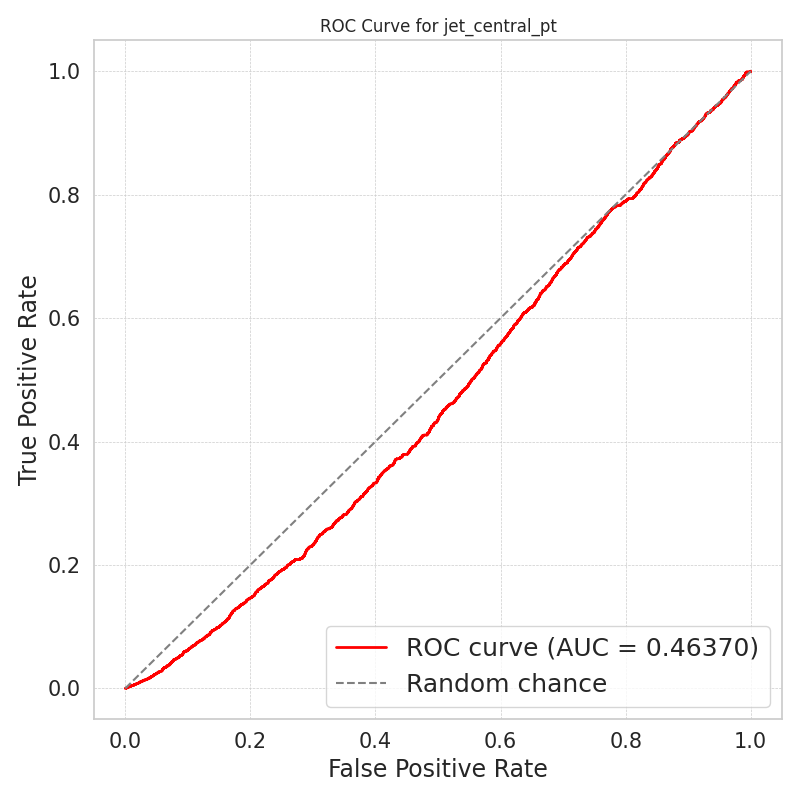 ROC Curve for jet_central_pt
1.0
0.8
0.6
0.4
0.2
0.0
True Positive Rate
ROC curve (AUC = 0.46370)
Random chance
0.0 0.2 0.4 0.6 0.8 1.0
False Positive Rate